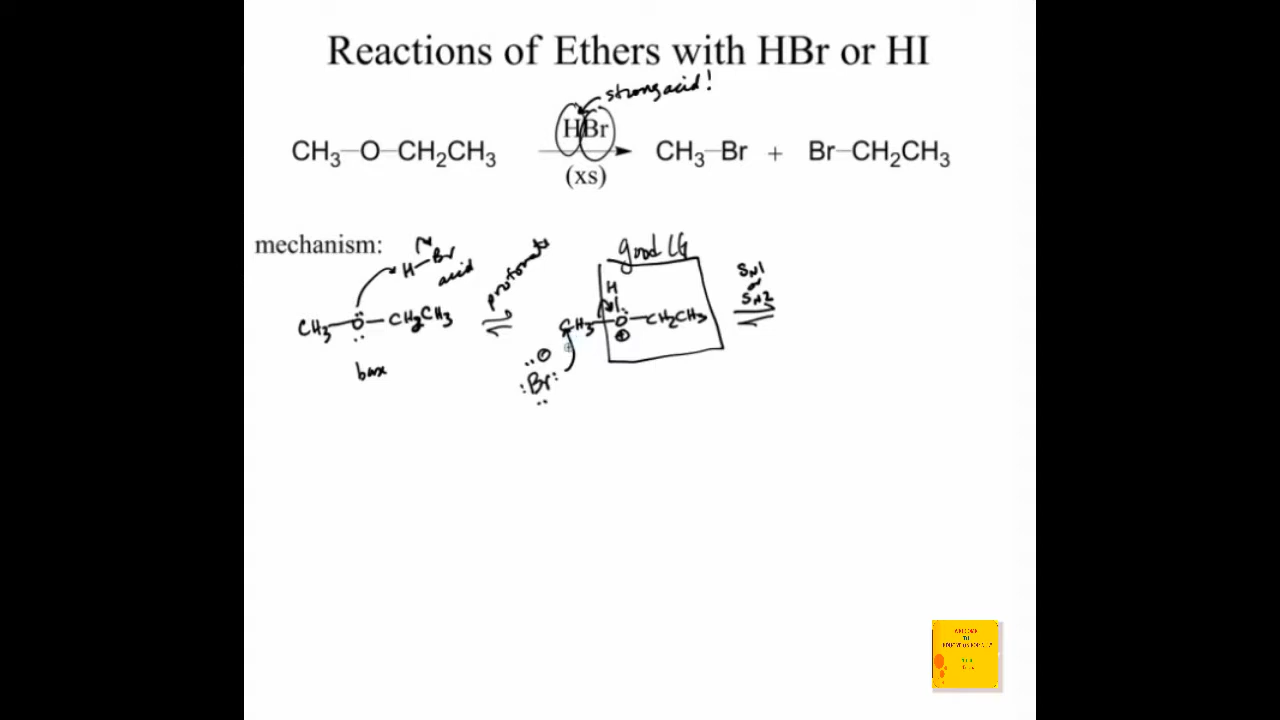 Reactions of Ethers with HBr or HI
strong acid!
HBr
CH₃–O–CH₂CH₃ CH₃–Br + Br–CH₂CH₃
(xs)
mechanism:
H–Br
acid
protonate
good LG
SN1
or
SN2
H
CH₃–Ö–CH₂CH₃ CH₃–O–CH₂CH₃
⊕
base
:Br:
TO